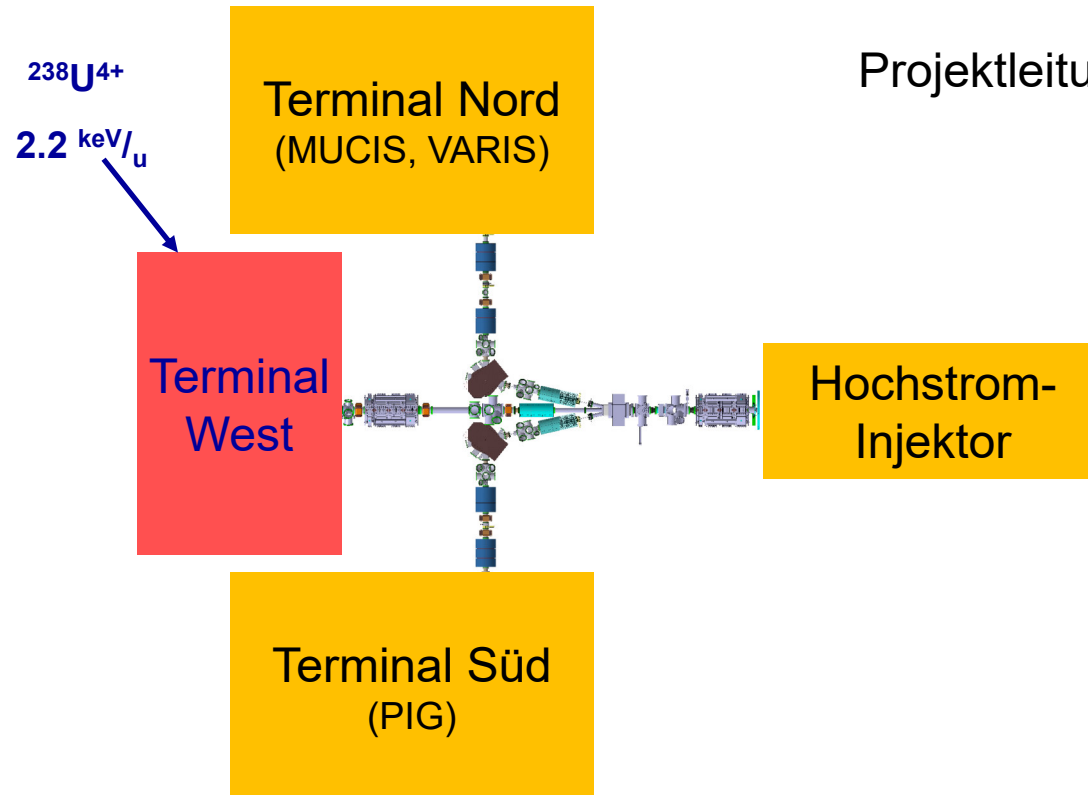 ²³⁸U⁴⁺
2.2 keV/u
Terminal Nord
(MUCIS, VARIS)
Projektleitu
Terminal
West
Hochstrom-
Injektor
Terminal Süd
(PIG)